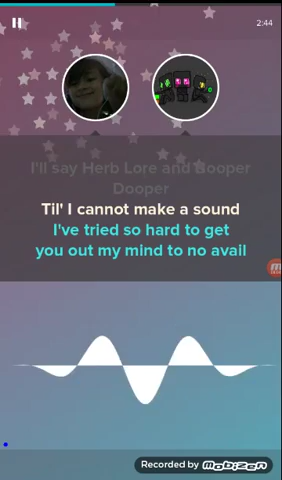 2:44
I'll say Herb Lore and Booper
Dooper
Til' I cannot make a sound
I've tried so hard to get
you out my mind to no avail
Recorded by mobizen